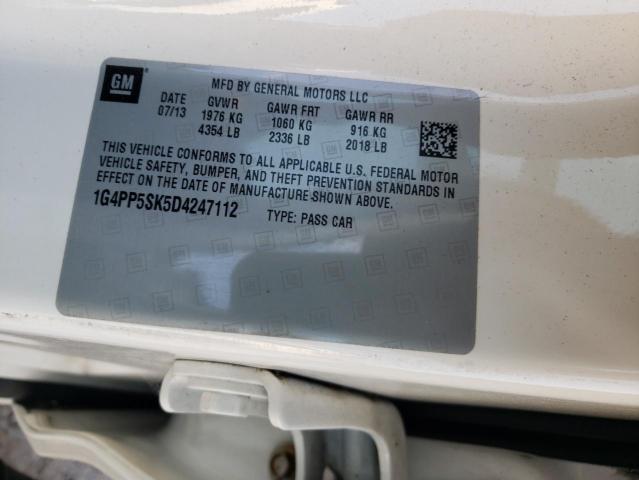 GM
MFD BY GENERAL MOTORS LLC
DATE GVWR GAWR FRT GAWR RR
07/13 1976 KG 1060 KG 916 KG
4354 LB 2336 LB 2018 LB
THIS VEHICLE CONFORMS TO ALL APPLICABLE U.S. FEDERAL MOTOR
VEHICLE SAFETY, BUMPER, AND THEFT PREVENTION STANDARDS IN
EFFECT ON THE DATE OF MANUFACTURE SHOWN ABOVE.
1G4PP5SK5D4247112 TYPE: PASS CAR